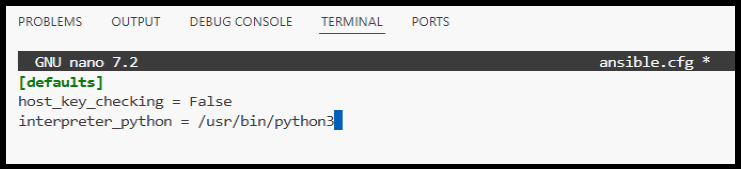 PROBLEMS OUTPUT DEBUG CONSOLE TERMINAL PORTS
GNU nano 7.2 ansible.cfg *
[defaults]
host_key_checking = False
interpreter_python = /usr/bin/python3